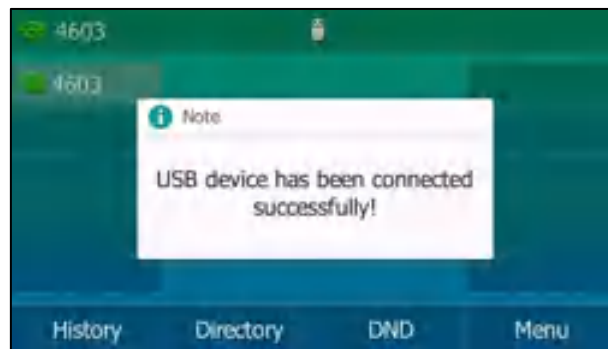 4603
4603
Note
USB device has been connected
successfully!
History Directory DND Menu